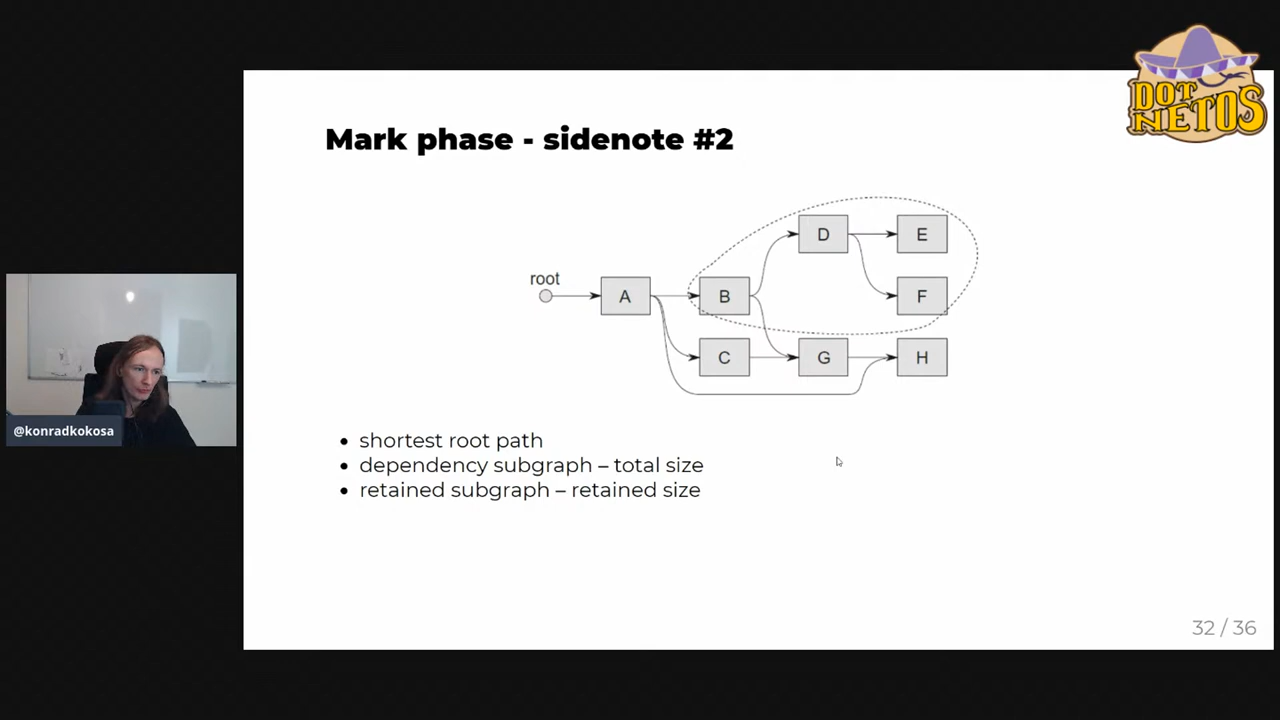 DOT
NETOS
Mark phase - sidenote #2
root
A
B
C
D
E
F
G
H
@konradkokosa
• shortest root path
• dependency subgraph – total size
• retained subgraph – retained size
32 / 36